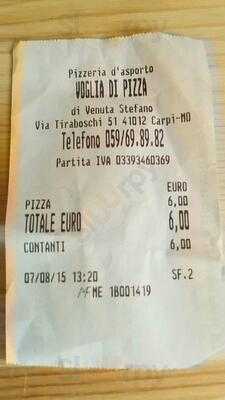 Pizzeria d'asporto
VOGLIA DI PIZZA
di Venuta Stefano
Via Tiraboschi 51 41012 Carpi-MO
Telefono 059/69.89.82
Partita IVA 03393460369
EURO
PIZZA 6,00
TOTALE EURO 6,00
CONTANTI 6,00
07/08/15 13:20 SF.2
MF ME 1B001419